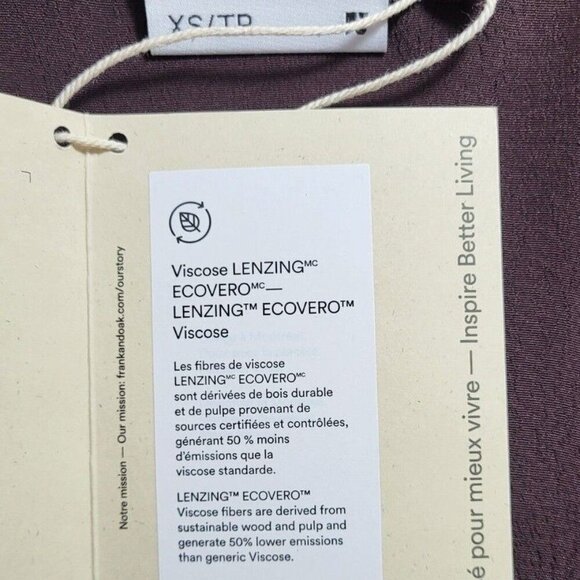 XS/TP
Viscose LENZINGᴹᶜ
ECOVEROᴹᶜ—
LENZING™ ECOVERO™
Viscose
Les fibres de viscose
LENZINGᴹᶜ ECOVEROᴹᶜ
sont dérivées de bois durable
et de pulpe provenant de
sources certifiées et contrôlées,
générant 50 % moins
d'émissions que la
viscose standarde.
LENZING™ ECOVERO™
Viscose fibers are derived from
sustainable wood and pulp and
generate 50% lower emissions
than generic Viscose.
Notre mission — Our mission: frankandoak.com/ourstory
é pour mieux vivre — Inspire Better Living